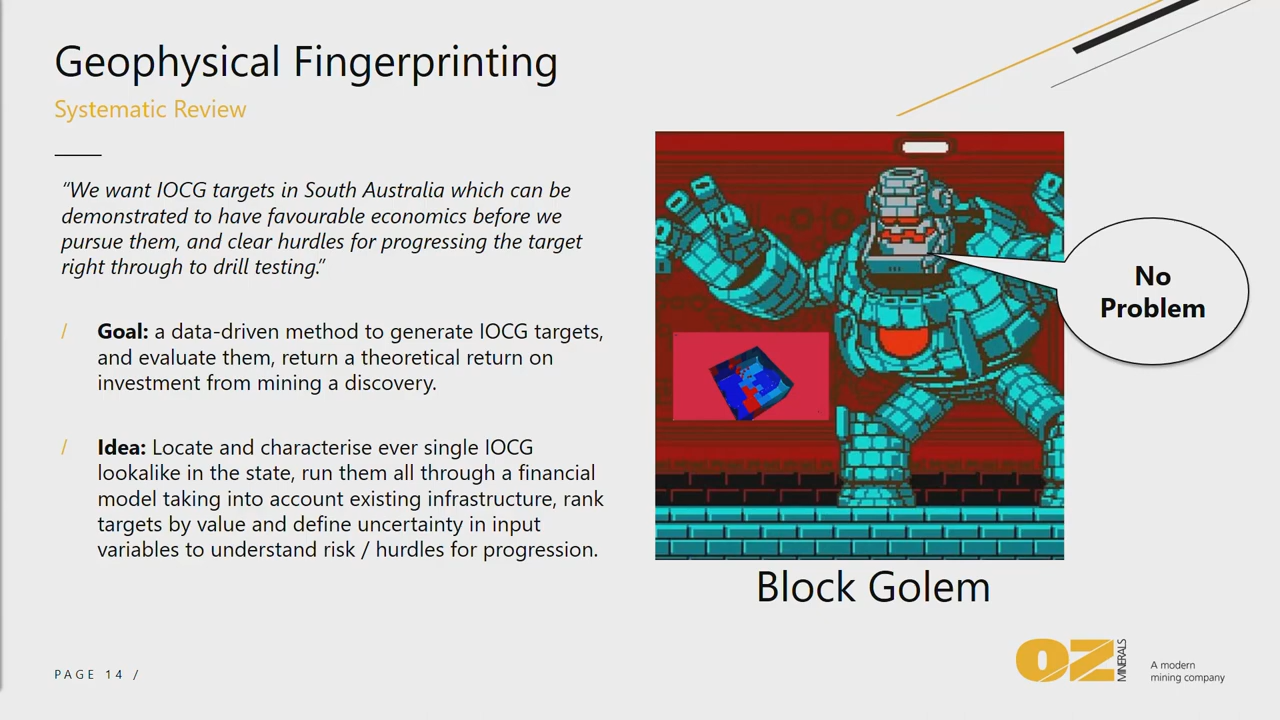 Geophysical Fingerprinting
Systematic Review
“We want IOCG targets in South Australia which can be
demonstrated to have favourable economics before we
pursue them, and clear hurdles for progressing the target
right through to drill testing.”
/ Goal: a data-driven method to generate IOCG targets,
and evaluate them, return a theoretical return on
investment from mining a discovery.
/ Idea: Locate and characterise ever single IOCG
lookalike in the state, run them all through a financial
model taking into account existing infrastructure, rank
targets by value and define uncertainty in input
variables to understand risk / hurdles for progression.
No
Problem
Block Golem
PAGE 14 /
OZ MINERALS
A modern
mining company